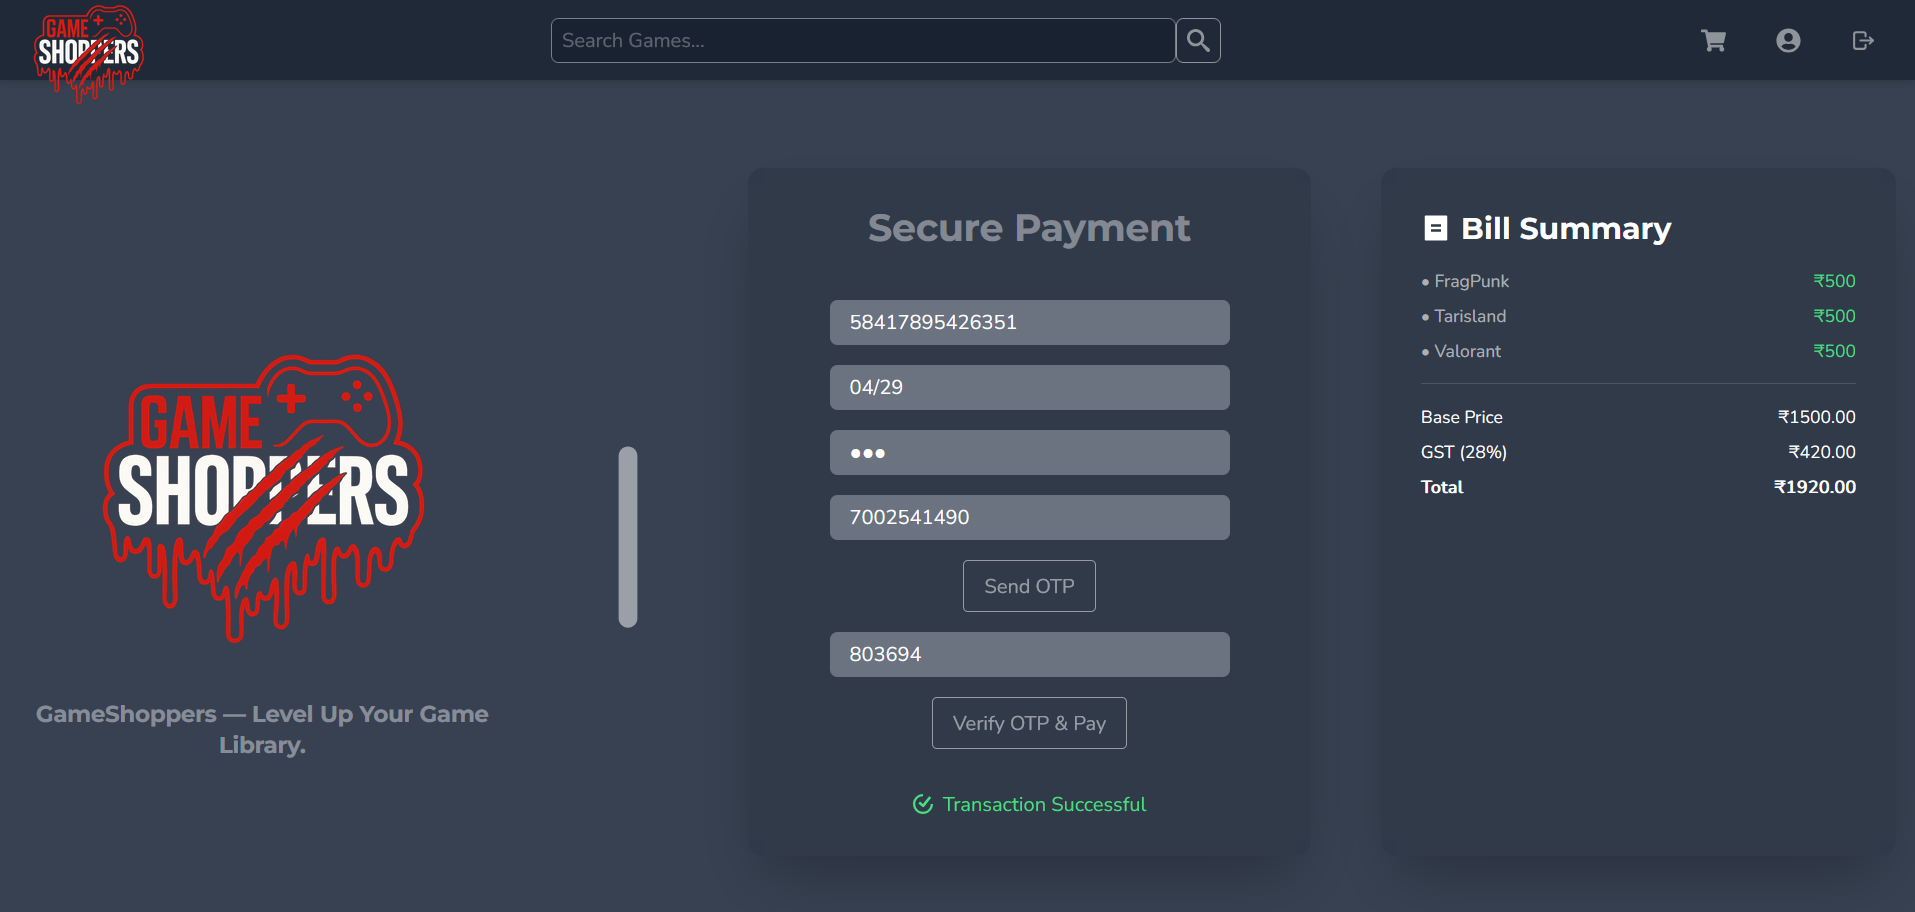 GAME
SHOPPERS
Search Games...
GAME
SHOPPERS
GameShoppers — Level Up Your Game
Library.
Secure Payment
58417895426351
04/29
●●●
7002541490
Send OTP
803694
Verify OTP & Pay
Transaction Successful
Bill Summary
• FragPunk ₹500
• Tarisland ₹500
• Valorant ₹500
Base Price ₹1500.00
GST (28%) ₹420.00
Total ₹1920.00